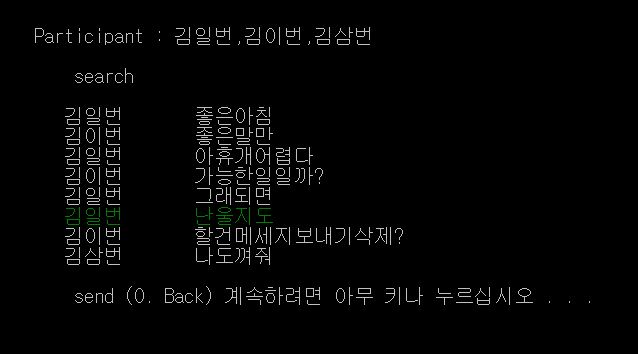 Participant : 김일번,김이번,김삼번
search
김일번 좋은아침
김이번 좋은말만
김일번 아휴개어렵다
김이번 가능한일일까?
김일번 그래되면
김일번 난울지도
김이번 할건메세지보내기삭제?
김삼번 나도껴줘
send (0. Back) 계속하려면 아무 키나 누르십시오 . . .